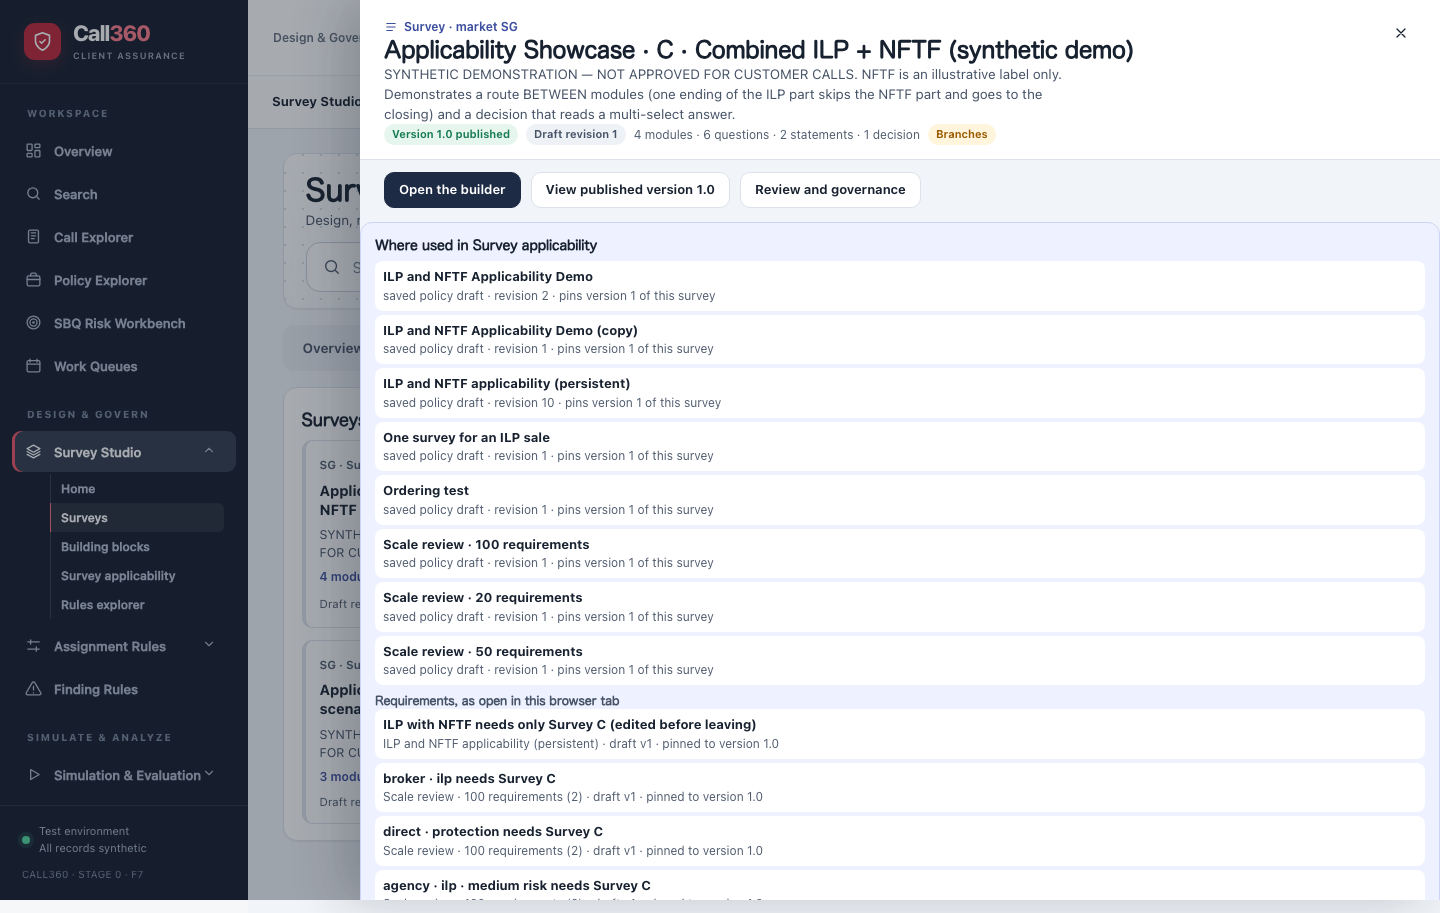 Call360
CLIENT ASSURANCE
WORKSPACE
Overview
Search
Call Explorer
Policy Explorer
SBQ Risk Workbench
Work Queues
DESIGN & GOVERN
Survey Studio
Home
Surveys
Building blocks
Survey applicability
Rules explorer
Assignment Rules
Finding Rules
SIMULATE & ANALYZE
Simulation & Evaluation
Test environment
All records synthetic
CALL360 · STAGE 0 · F7
Design & Gover
Survey Studio
Surv
Design, r
S
Overview
Surveys
SG · Su
Applic
NFTF
SYNTH
FOR CU
4 modu
Draft re
SG · Su
Applic
scena
SYNTH
FOR CU
3 modu
Draft re
Survey · market SG
Applicability Showcase · C · Combined ILP + NFTF (synthetic demo)
SYNTHETIC DEMONSTRATION — NOT APPROVED FOR CUSTOMER CALLS. NFTF is an illustrative label only.
Demonstrates a route BETWEEN modules (one ending of the ILP part skips the NFTF part and goes to the
closing) and a decision that reads a multi-select answer.
Version 1.0 published Draft revision 1 4 modules · 6 questions · 2 statements · 1 decision Branches
Open the builder View published version 1.0 Review and governance
Where used in Survey applicability
ILP and NFTF Applicability Demo
saved policy draft · revision 2 · pins version 1 of this survey
ILP and NFTF Applicability Demo (copy)
saved policy draft · revision 1 · pins version 1 of this survey
ILP and NFTF applicability (persistent)
saved policy draft · revision 10 · pins version 1 of this survey
One survey for an ILP sale
saved policy draft · revision 1 · pins version 1 of this survey
Ordering test
saved policy draft · revision 1 · pins version 1 of this survey
Scale review · 100 requirements
saved policy draft · revision 1 · pins version 1 of this survey
Scale review · 20 requirements
saved policy draft · revision 1 · pins version 1 of this survey
Scale review · 50 requirements
saved policy draft · revision 1 · pins version 1 of this survey
Requirements, as open in this browser tab
ILP with NFTF needs only Survey C (edited before leaving)
ILP and NFTF applicability (persistent) · draft v1 · pinned to version 1.0
broker · ilp needs Survey C
Scale review · 100 requirements (2) · draft v1 · pinned to version 1.0
direct · protection needs Survey C
Scale review · 100 requirements (2) · draft v1 · pinned to version 1.0
agency · ilp · medium risk needs Survey C